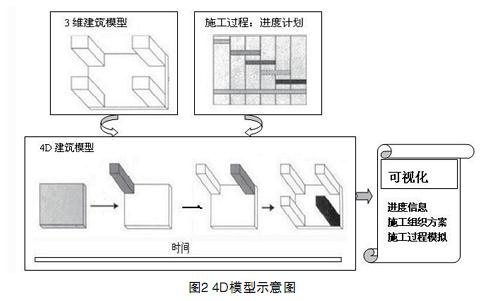 3维建筑模型
施工过程：进度计划
4D 建筑模型
时间
可视化
进度信息
施工组织方案
施工过程模拟
图2 4D模型示意图